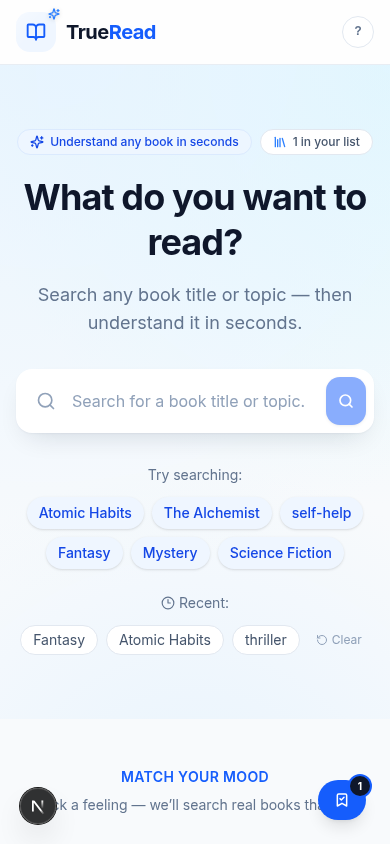 TrueRead
?
Understand any book in seconds
1 in your list
What do you want to
read?
Search any book title or topic — then
understand it in seconds.
Search for a book title or topic.
Try searching:
Atomic Habits
The Alchemist
self-help
Fantasy
Mystery
Science Fiction
Recent:
Fantasy
Atomic Habits
thriller
Clear
MATCH YOUR MOOD
a feeling — we'll search real books
N
1